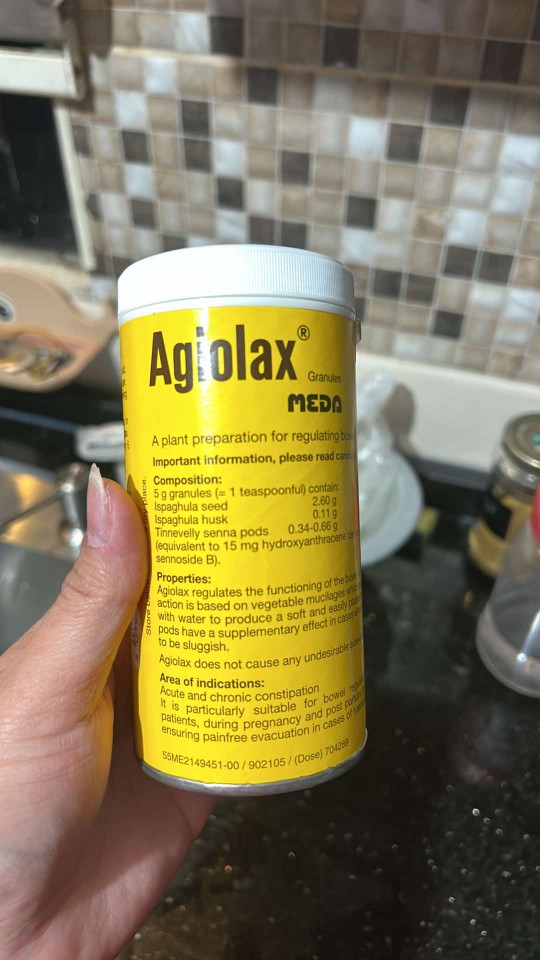 Agiolax®
Granules
MEDA
A plant preparation for regulating
Important information, please read
Composition:
5 g granules (= 1 teaspoonful) contain:
Ispaghula seed 2.60 g
Ispaghula husk 0.11 g
Tinnevelly senna pods 0.34-0.66 g
(equivalent to 15 mg hydroxyanthracene
sennoside B).
Properties:
Agiolax regulates the functioning of the
action is based on vegetable mucilages
with water to produce a soft and easily
pods have a supplementary effect in cases
to be sluggish.
Agiolax does not cause any undesirable
Area of indications:
Acute and chronic constipation
It is particularly suitable for bowel
patients, during pregnancy and post
ensuring painfree evacuation in cases of
55ME2149451-00 / 902105 / (Dose) 704288
place.
Store